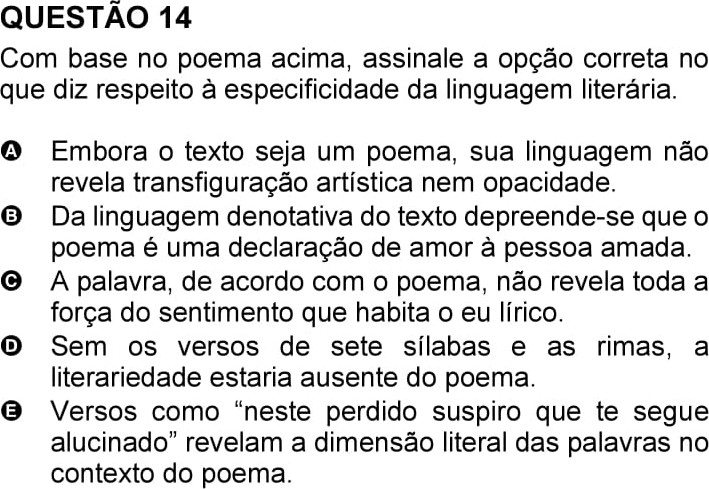 QUESTÃO 14
Com base no poema acima, assinale a opção correta no
que diz respeito à especificidade da linguagem literária.
A Embora o texto seja um poema, sua linguagem não
revela transfiguração artística nem opacidade.
B Da linguagem denotativa do texto depreende-se que o
poema é uma declaração de amor à pessoa amada.
C A palavra, de acordo com o poema, não revela toda a
força do sentimento que habita o eu lírico.
D Sem os versos de sete sílabas e as rimas, a
literariedade estaria ausente do poema.
E Versos como “neste perdido suspiro que te segue
alucinado” revelam a dimensão literal das palavras no
contexto do poema.